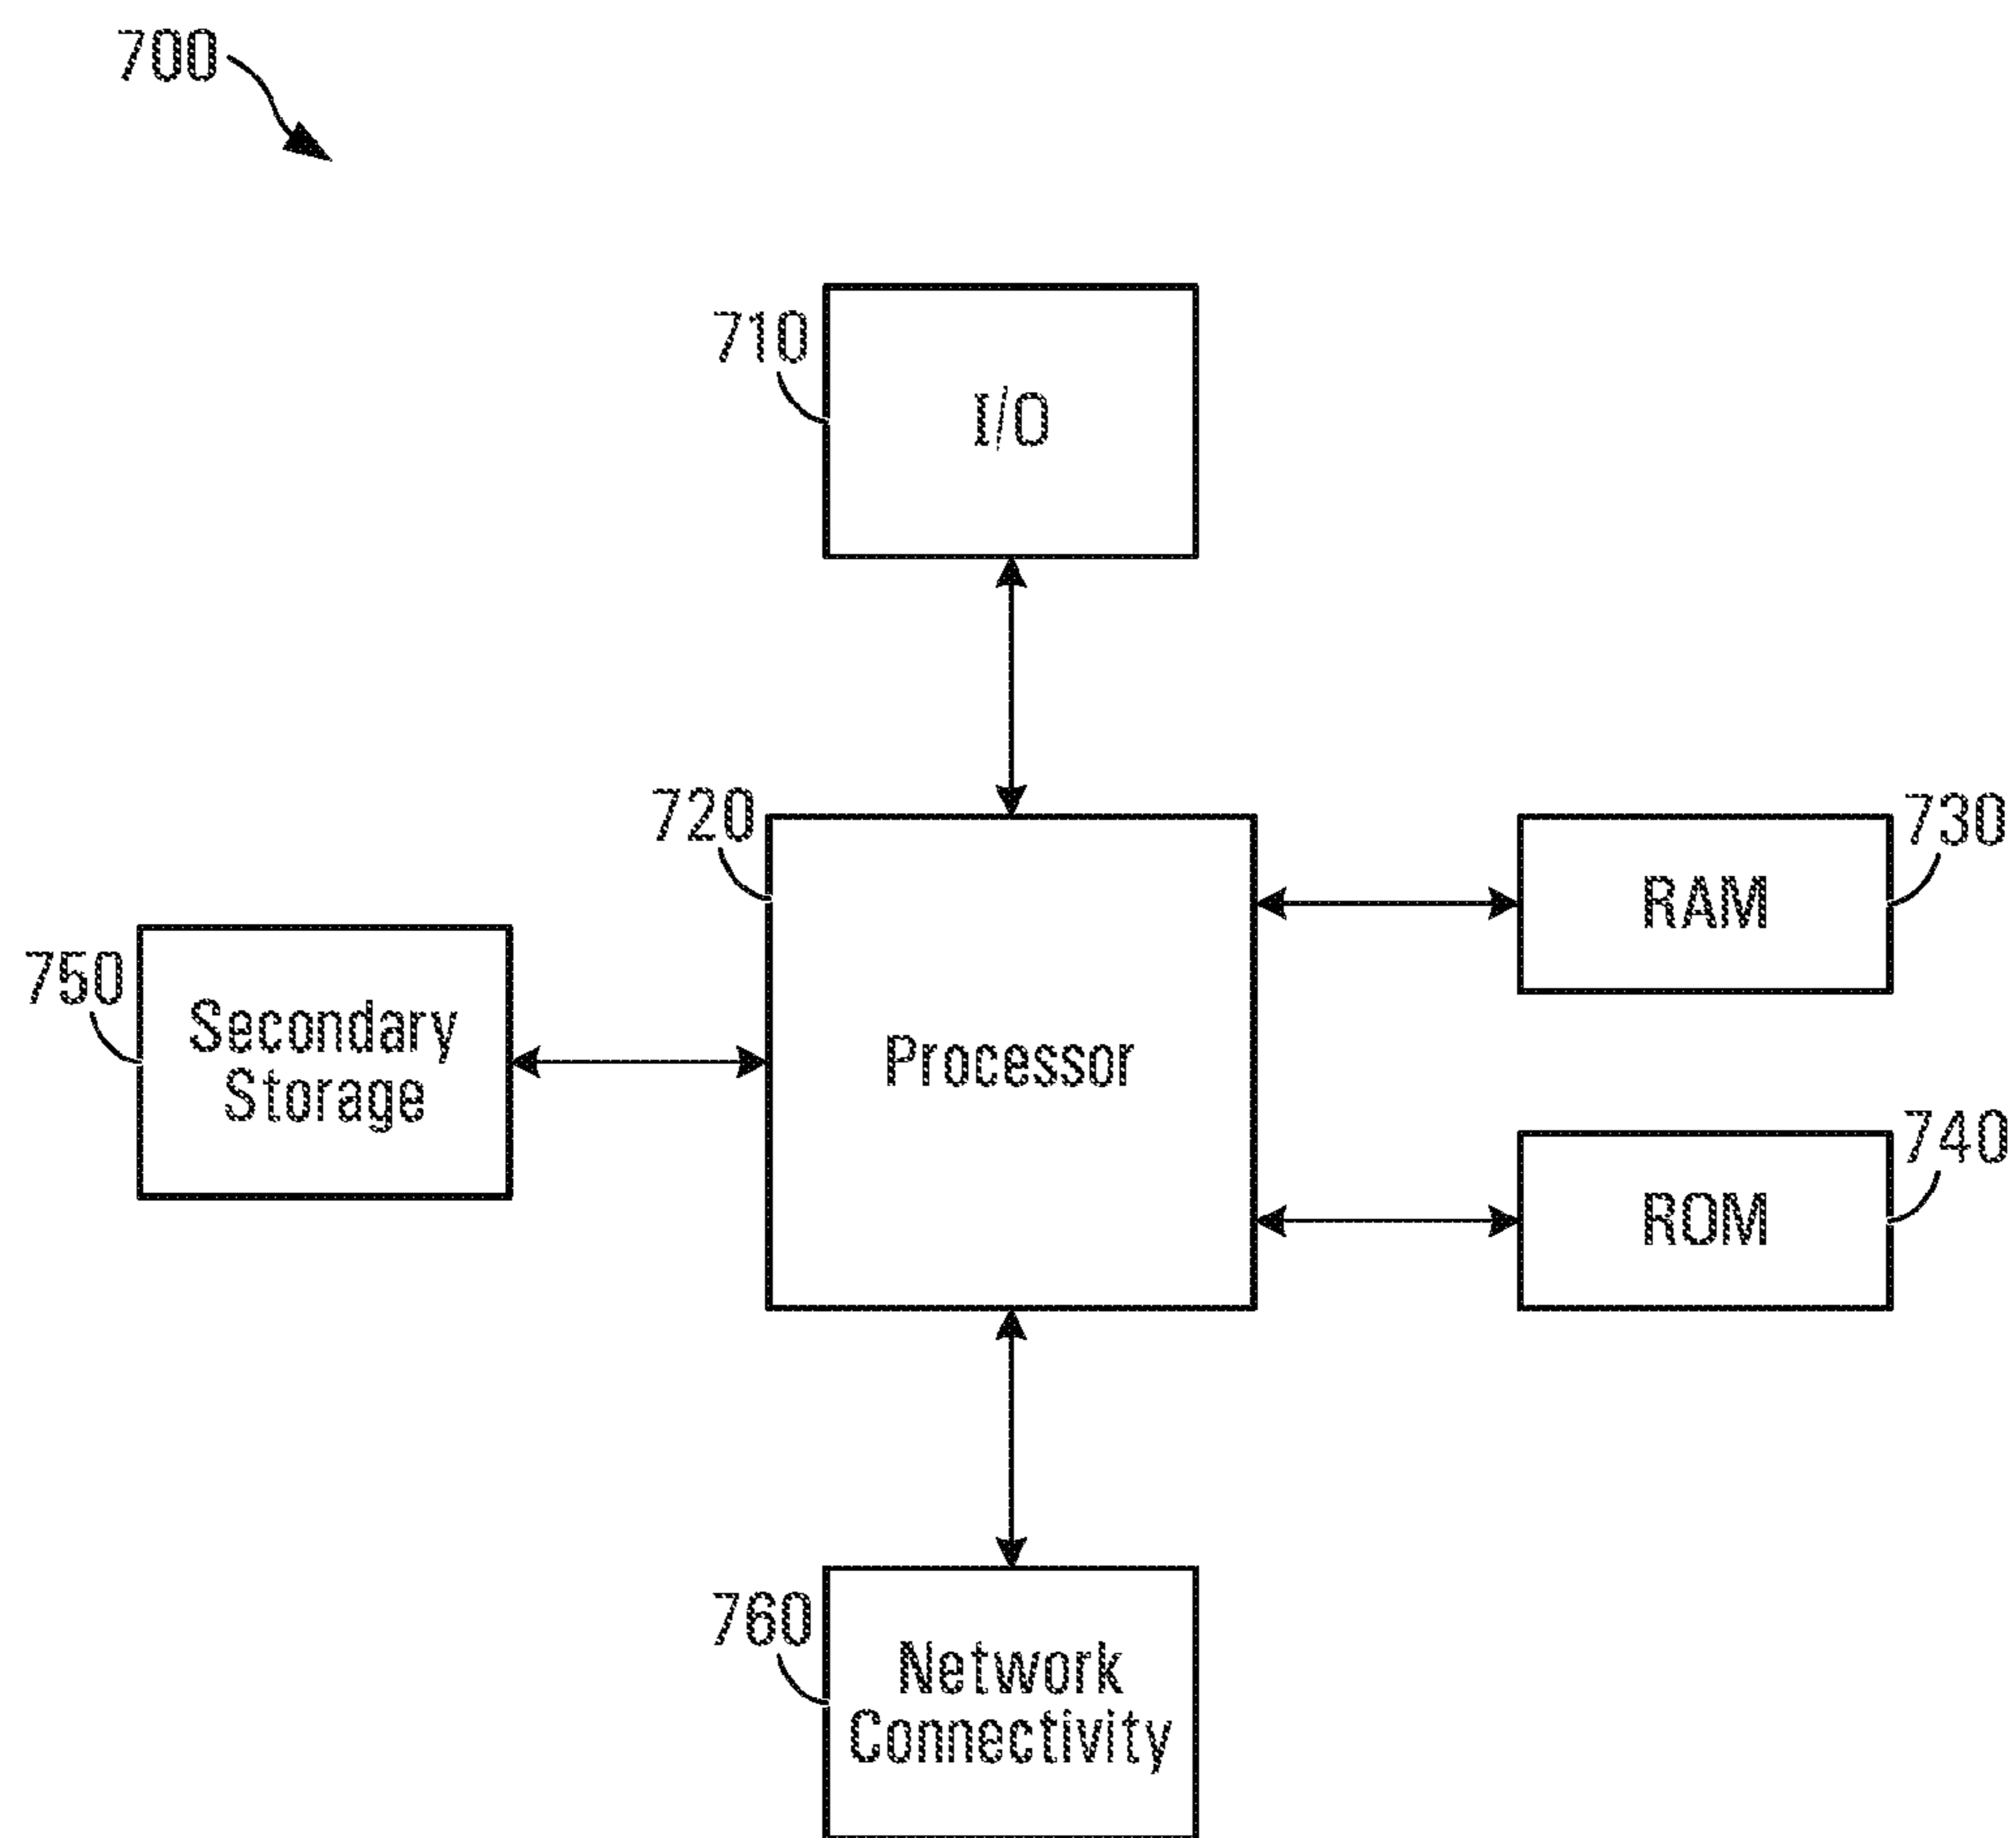 700
710
I/O
720
730
RAM
750
Secondary
Storage
Processor
740
ROM
760
Network
Connectivity